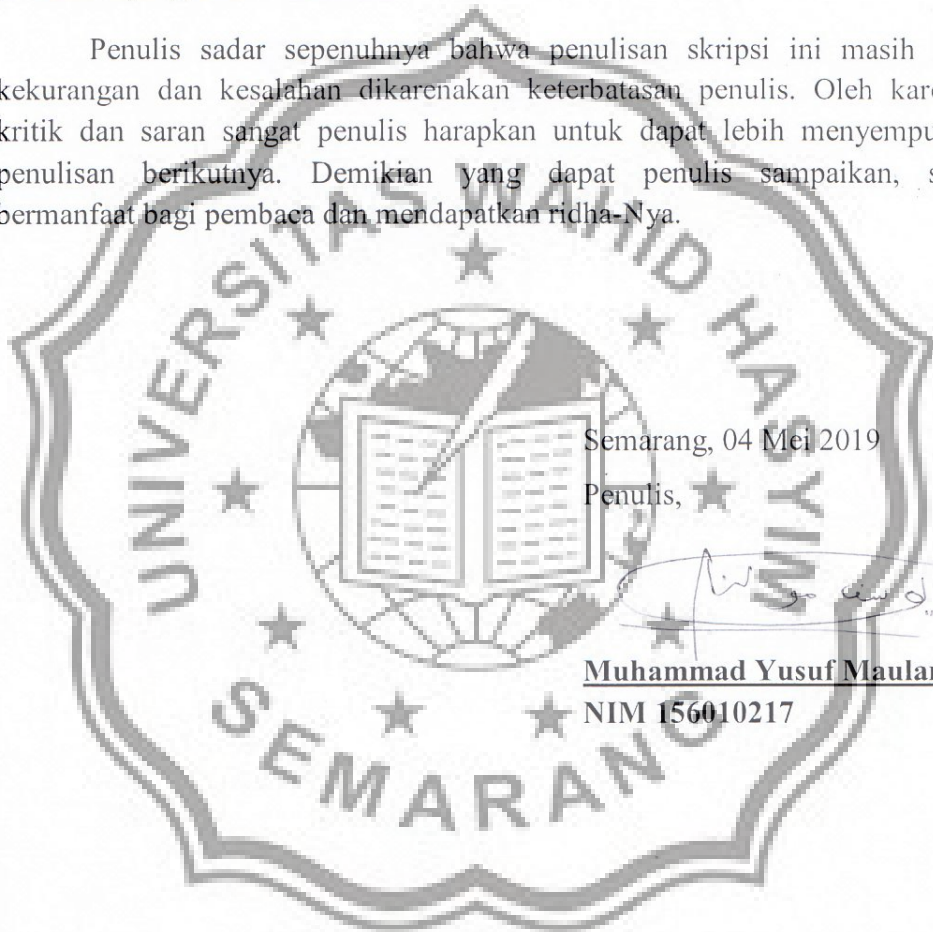 Penulis sadar sepenuhnya bahwa penulisan skripsi ini masih
kekurangan dan kesalahan dikarenakan keterbatasan penulis. Oleh kare
kritik dan saran sangat penulis harapkan untuk dapat lebih menyempu
penulisan berikutnya. Demikian yang dapat penulis sampaikan, s
bermanfaat bagi pembaca dan mendapatkan ridha-Nya.
UNIVERSITAS WAHID HASYIM
SEMARANG
Semarang, 04 Mei 2019
Penulis,
Muhammad Yusuf Maulan
NIM 156010217